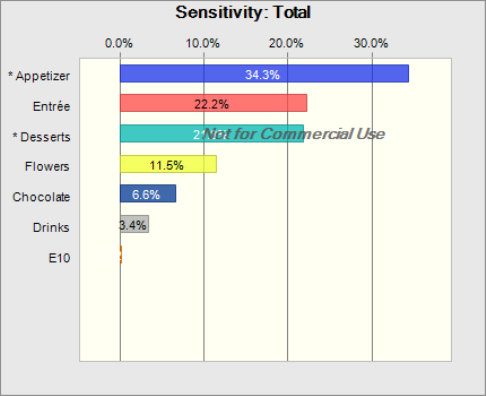 Sensitivity: Total
0.0% 10.0% 20.0% 30.0%
* Appetizer 34.3%
Entrée 22.2%
* Desserts Not for Commercial Use
Flowers 11.5%
Chocolate 6.6%
Drinks 3.4%
E10